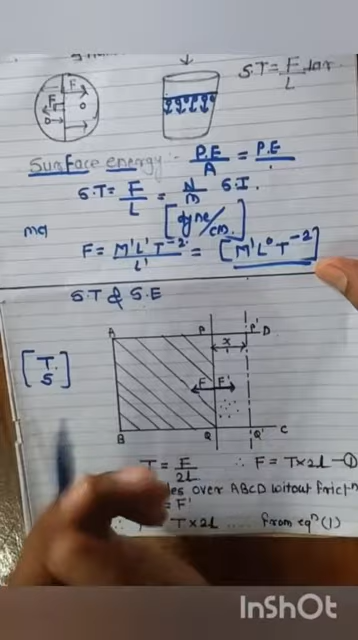 S.T = F/L
F
F
Surface energy :- P.E/A = P.E/
S.T = F/L = N/m S.I.
[dyne/cm.]
F = M¹L¹T⁻²/L¹ = [M¹L⁰T⁻²]
S.T & S.E
A P P' D
x
[T. S]
F F'
B Q Q' C
T = F/2L ∴ F = T×2L —①
over ABCD witout frictn
= F'
T×2L ..... from eqn (1)
InShOt